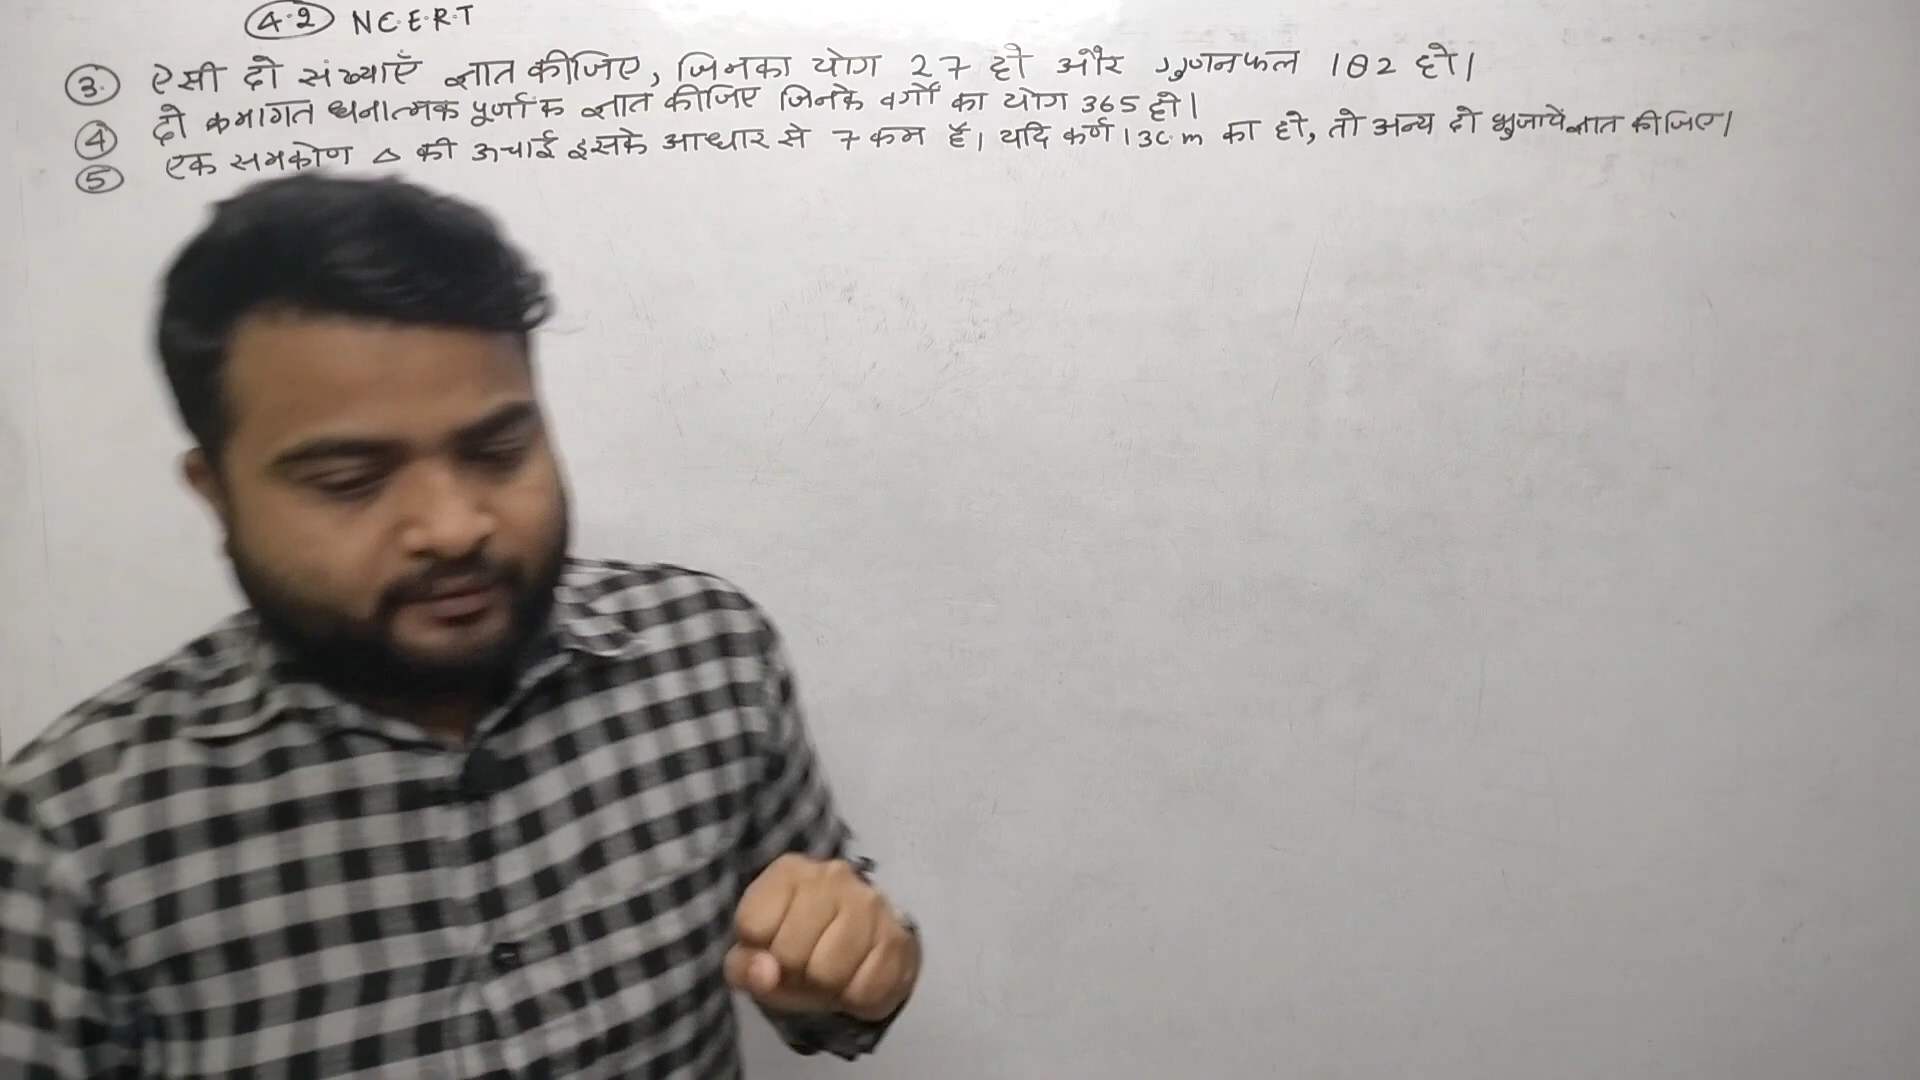 4.2 N.C.E.R.T
3. ऐसी दो संख्याएँ ज्ञात कीजिए, जिनका योग 27 हो और गुणनफल 182 हो।
4 दो क्रमागत धनात्मक पूर्णांक ज्ञात कीजिए जिनके वर्गों का योग 365 हो।
5 एक समकोण △ की ऊचाई इसके आधार से 7 कम है। यदि कर्ण 13c.m का हो, तो अन्य दो भुजायें ज्ञात कीजिए।